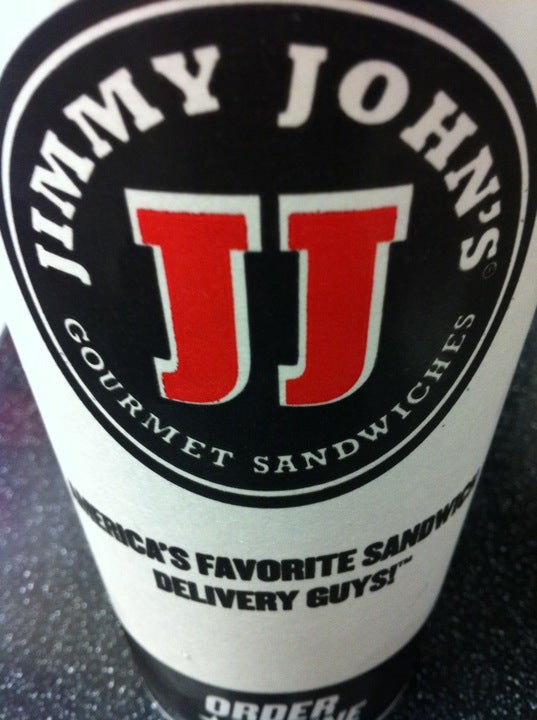 JIMMY JOHN'S
JJ
GOURMET SANDWICHES
AMERICA'S FAVORITE SANDWICH
DELIVERY GUYS!™
ORDER